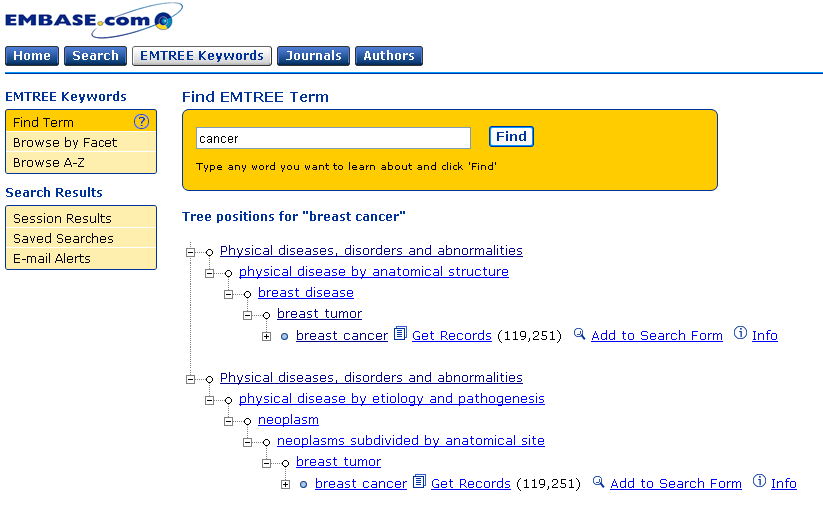 EMBASE.com
Home Search EMTREE Keywords Journals Authors
EMTREE Keywords
Find Term ?
Browse by Facet
Browse A-Z
Search Results
Session Results
Saved Searches
E-mail Alerts
Find EMTREE Term
cancer Find
Type any word you want to learn about and click 'Find'
Tree positions for "breast cancer"
Physical diseases, disorders and abnormalities
physical disease by anatomical structure
breast disease
breast tumor
breast cancer Get Records (119,251) Add to Search Form Info
Physical diseases, disorders and abnormalities
physical disease by etiology and pathogenesis
neoplasm
neoplasms subdivided by anatomical site
breast tumor
breast cancer Get Records (119,251) Add to Search Form Info